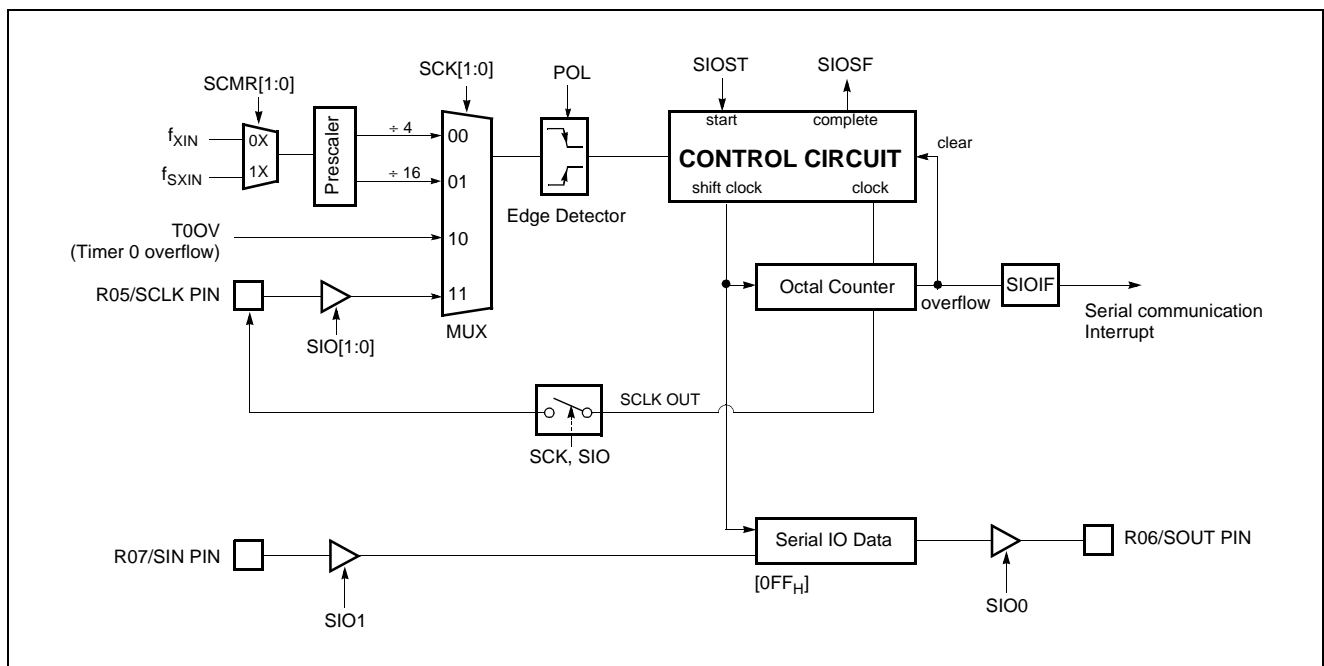 SCMR[1:0]
SCK[1:0]
POL
SIOST
SIOSF
fXIN
fSXIN
0X
1X
Prescaler
÷ 4
÷ 16
00
01
10
11
MUX
Edge Detector
start
complete
CONTROL CIRCUIT
shift clock
clock
clear
T0OV
(Timer 0 overflow)
R05/SCLK PIN
SIO[1:0]
Octal Counter
overflow
SIOIF
Serial communication
Interrupt
SCLK OUT
SCK, SIO
R07/SIN PIN
SIO1
Serial IO Data
[0FFH]
SIO0
R06/SOUT PIN